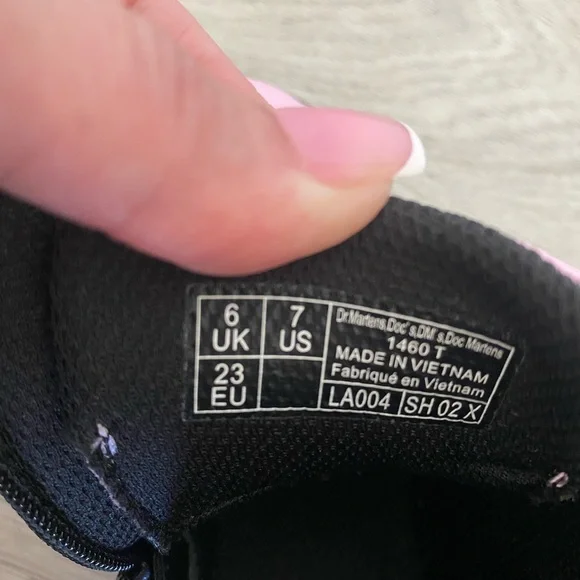 6 UK
7 US
23 EU
Dr.Martens,Doc's,DM's,Doc Martens
1460 T
MADE IN VIETNAM
Fabriqué en Vietnam
LA004
SH 02 X